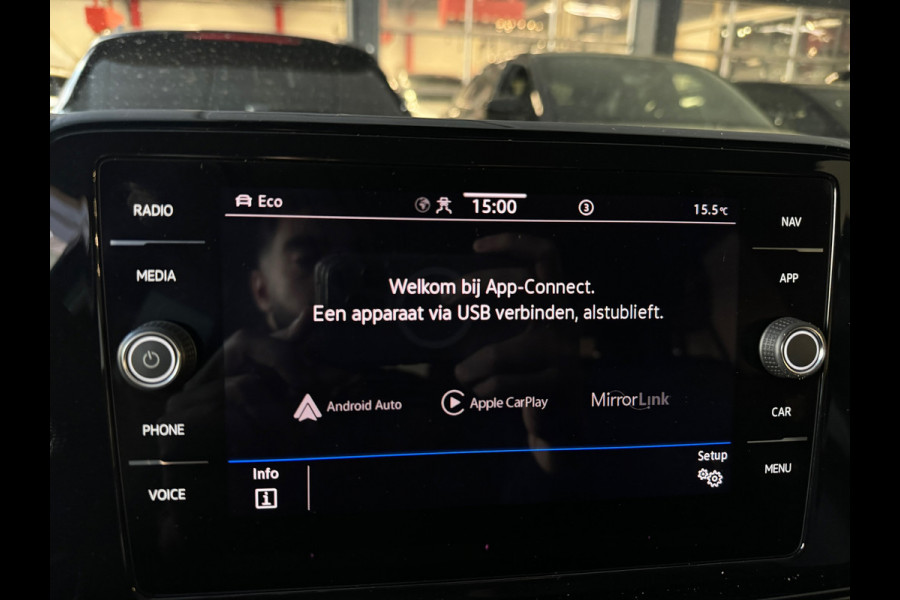 RADIO
MEDIA
PHONE
VOICE
Eco
15:00
3
15.5°C
Welkom bij App-Connect.
Een apparaat via USB verbinden, alstublieft.
Android Auto
Apple CarPlay
MirrorLink
Info
i
Setup
NAV
APP
CAR
MENU